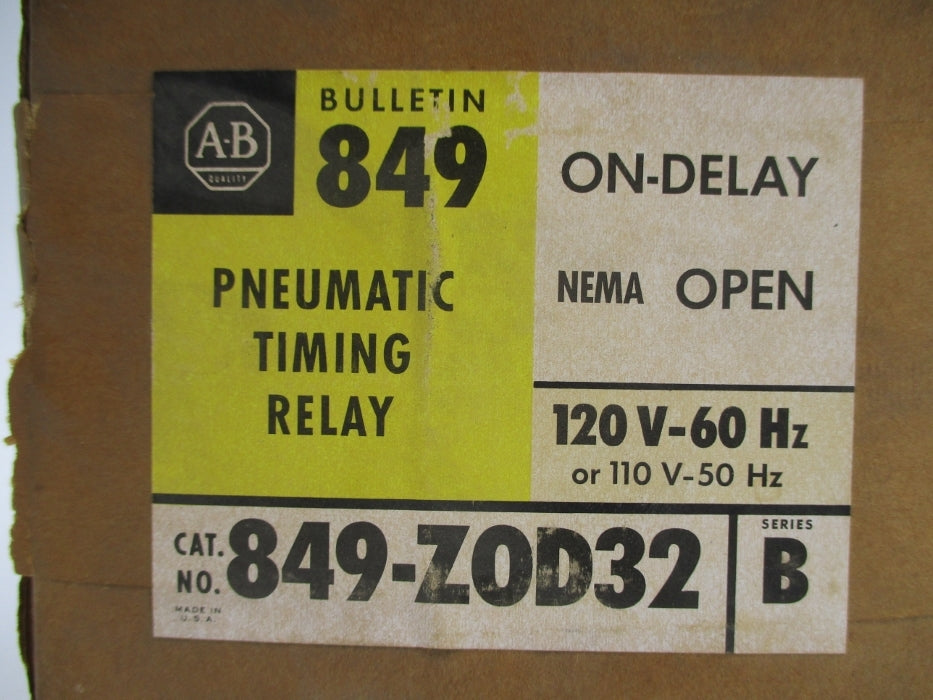 A-B
QUALITY
BULLETIN
849
PNEUMATIC
TIMING
RELAY
ON-DELAY
NEMA OPEN
120 V-60 Hz
or 110 V-50 Hz
CAT. NO. 849-ZOD32
MADE IN
U.S.A
SERIES
B